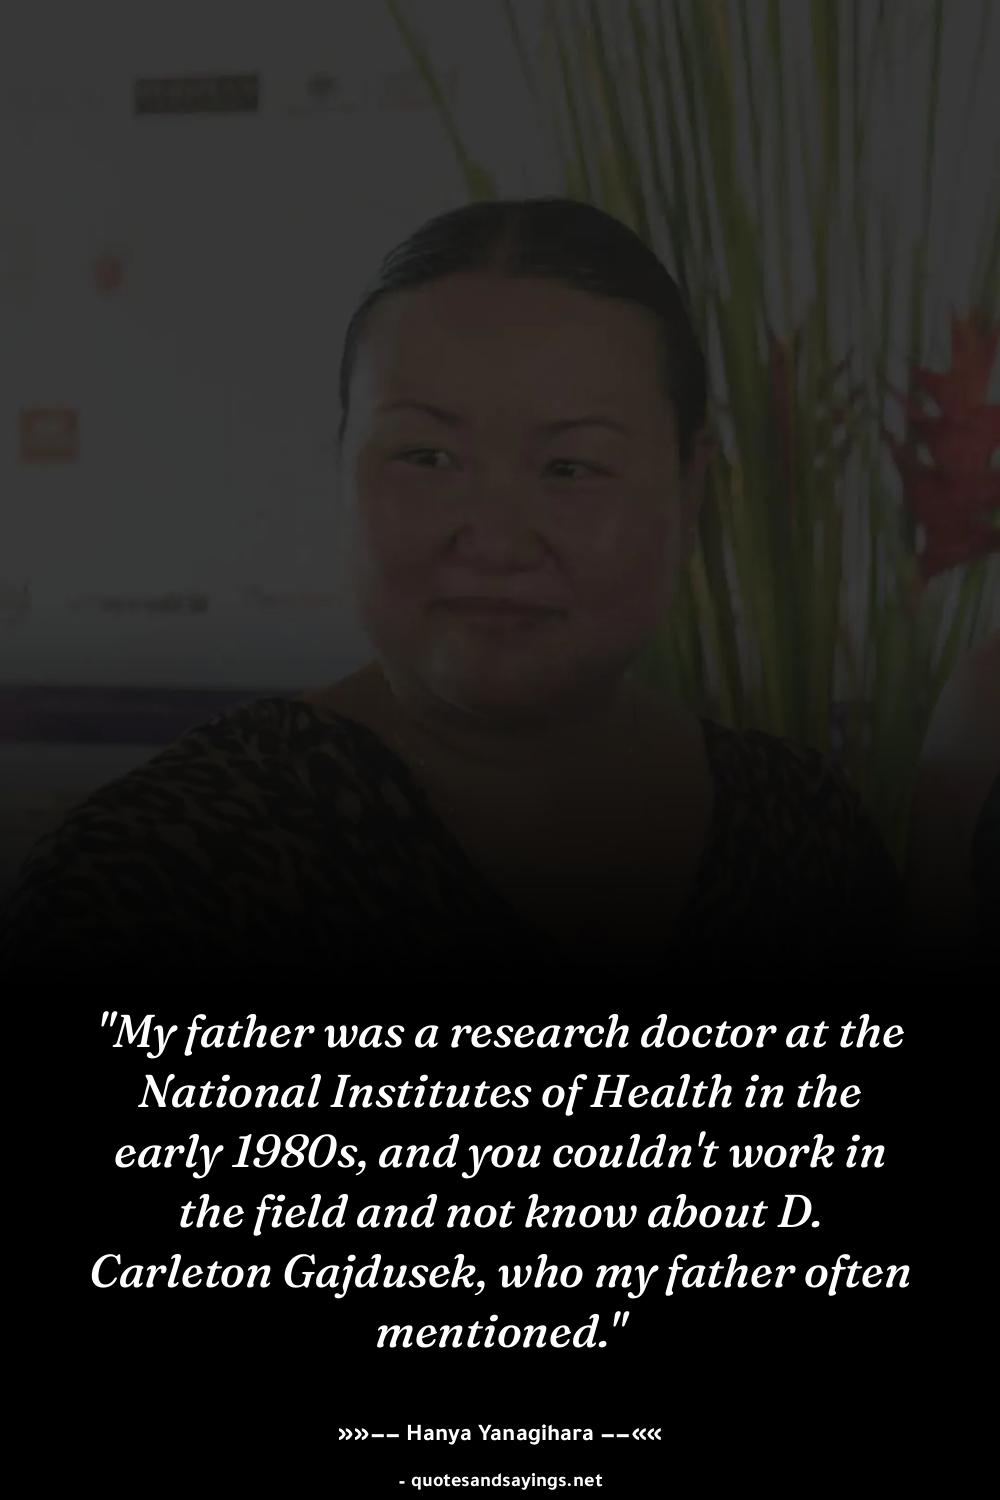 "My father was a research doctor at the
National Institutes of Health in the
early 1980s, and you couldn't work in
the field and not know about D.
Carleton Gajdusek, who my father often
mentioned."
»»–– Hanya Yanagihara ––««
- quotesandsayings.net